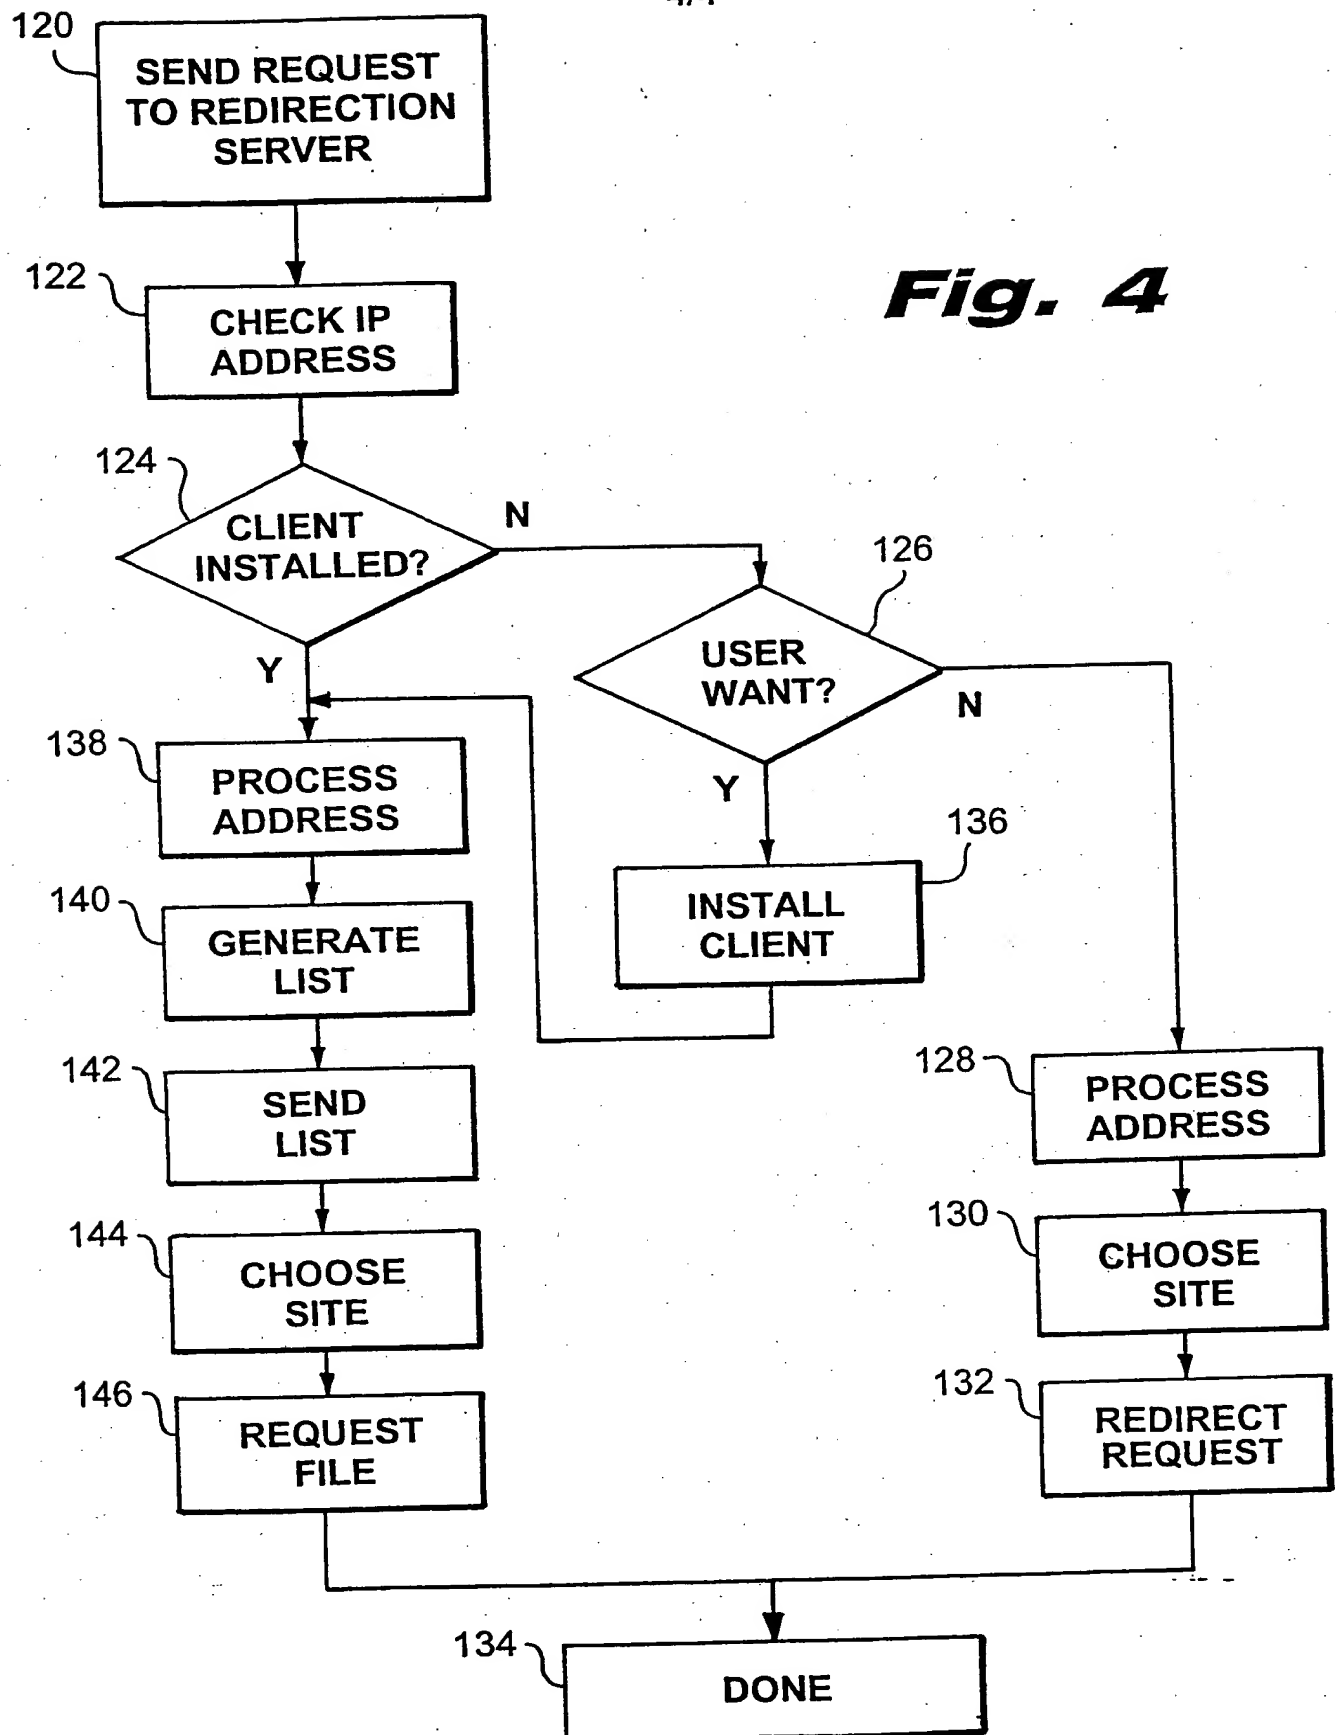 120
SEND REQUEST
TO REDIRECTION
SERVER
Fig. 4
122
CHECK IP
ADDRESS
124
CLIENT
INSTALLED?
N
Y
126
USER
WANT?
N
Y
138
PROCESS
ADDRESS
136
INSTALL
CLIENT
140
GENERATE
LIST
142
SEND
LIST
128
PROCESS
ADDRESS
144
CHOOSE
SITE
130
CHOOSE
SITE
146
REQUEST
FILE
132
REDIRECT
REQUEST
134
DONE